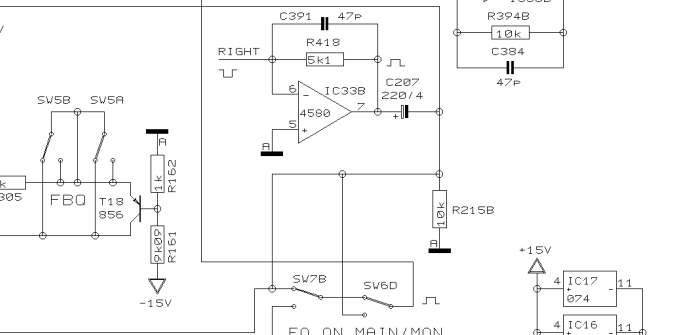 C391 47p
R418
RIGHT
5k1
6
-
IC33B
4580
7
5
+
A
C207
220/4
+
R394B
10k
C384
47p
SW5B SW5A
A
1k
R162
k
305
FBQ
T18
856
9k09
R161
-15V
10k
R215B
A
SW7B
SW6D
EQ ON MAIN/MON
+15V
4 IC17 11
+ -
074
4 IC16 11
+ -